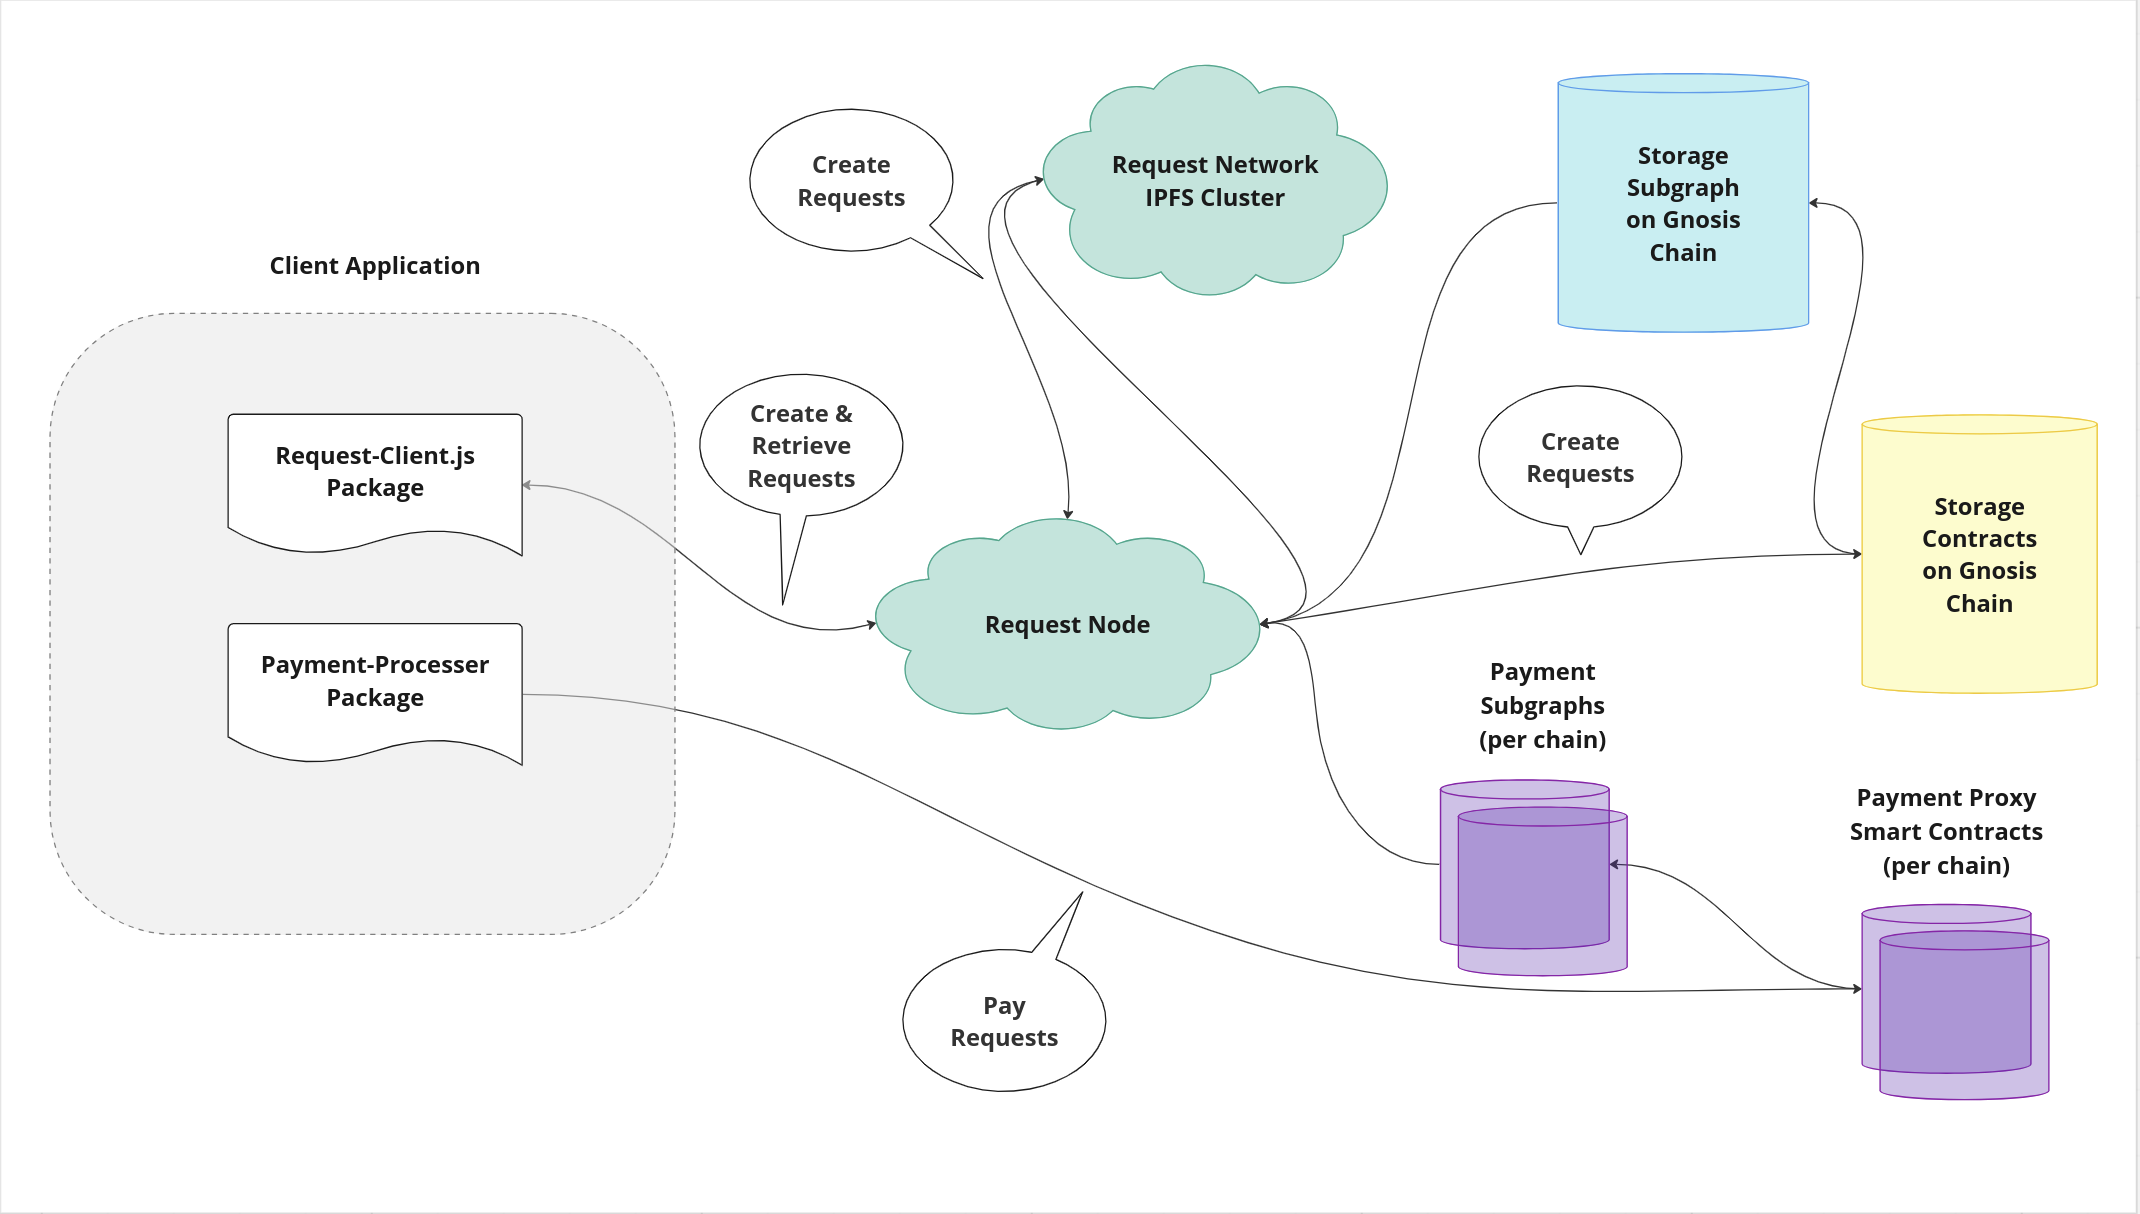 Create
Requests
Request Network
IPFS Cluster
Storage
Subgraph
on Gnosis
Chain
Client Application
Create &
Retrieve
Requests
Create
Requests
Request-Client.js
Package
Storage
Contracts
on Gnosis
Chain
Request Node
Payment-Processer
Package
Payment
Subgraphs
(per chain)
Payment Proxy
Smart Contracts
(per chain)
Pay
Requests